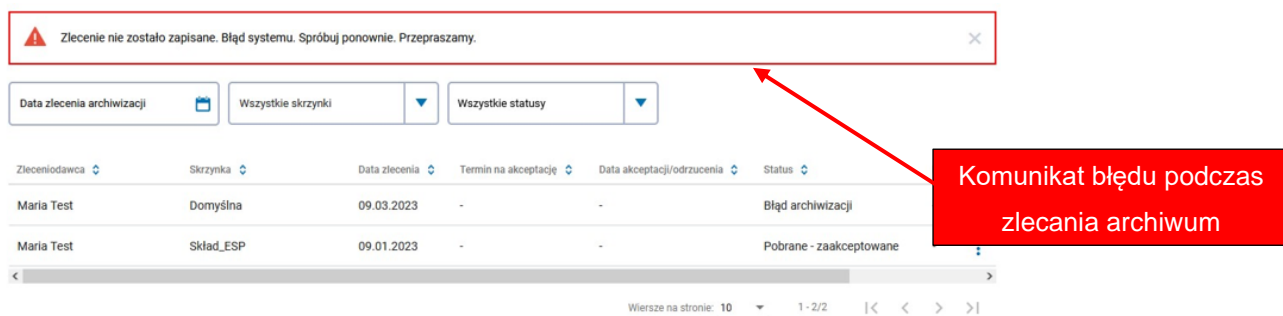 Zlecenie nie zostało zapisane. Błąd systemu. Spróbuj ponownie. Przepraszamy.
Data zlecenia archiwizacji Wszystkie skrzynki Wszystkie statusy
Zleceniodawca Skrzynka Data zlecenia Termin na akceptację Data akceptacji/odrzucenia Status
Maria Test Domyślna 09.03.2023 - - Błąd archiwizacji
Maria Test Skład_ESP 09.01.2023 - - Pobrane - zaakceptowane
Wiersze na stronie: 10 1 - 2/2
Komunikat błędu podczas
zlecania archiwum